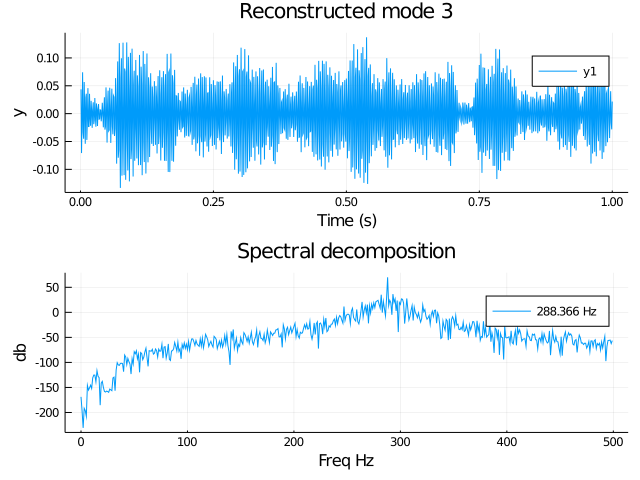 Reconstructed mode 3
0.10
0.05
0.00
-0.05
-0.10
y
y1
0.00 0.25 0.50 0.75 1.00
Time (s)
Spectral decomposition
50
0
-50
-100
-150
-200
db
288.366 Hz
0 100 200 300 400 500
Freq Hz